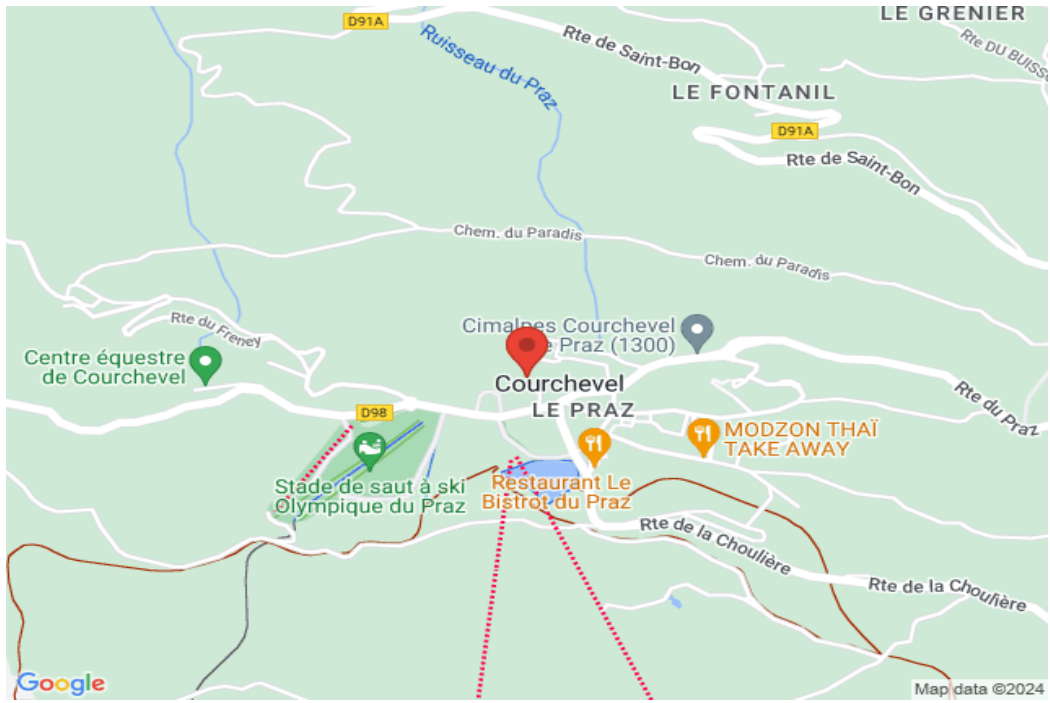 D91A
LE GRENIER
Rte DU BUISS
Ruisseau du Praz
Rte de Saint-Bon
LE FONTANIL
D91A
Rte de Saint-Bon
Chem. du Paradis
Chem. du Paradis
Rte du Freney
Cimalpes Courchevel
Praz (1300)
Centre équestre
de Courchevel
Courchevel
LE PRAZ
Rte du Praz
D98
MODZON THAÏ
TAKE AWAY
Stade de saut à ski
Olympique du Praz
Restaurant Le
Bistrot du Praz
Rte de la Choulière
Rte de la Choulière
Google
Map data ©2024